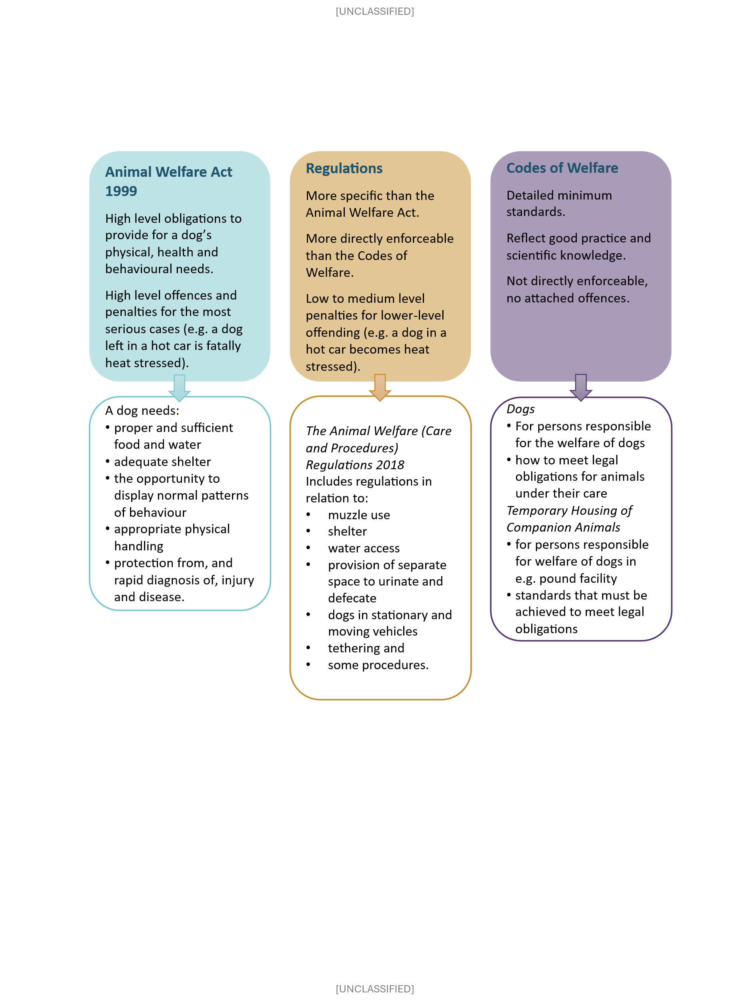 [UNCLASSIFIED]
Animal Welfare Act
1999
High level obligations to
provide for a dog’s
physical, health and
behavioural needs.
High level offences and
penalties for the most
serious cases (e.g. a dog
left in a hot car is fatally
heat stressed).
A dog needs:
• proper and sufficient
food and water
• adequate shelter
• the opportunity to
display normal patterns
of behaviour
• appropriate physical
handling
• protection from, and
rapid diagnosis of, injury
and disease.
Regulations
More specific than the
Animal Welfare Act.
More directly enforceable
than the Codes of
Welfare.
Low to medium level
penalties for lower-level
offending (e.g. a dog in a
hot car becomes heat
stressed).
The Animal Welfare (Care
and Procedures)
Regulations 2018
Includes regulations in
relation to:
• muzzle use
• shelter
• water access
• provision of separate
space to urinate and
defecate
• dogs in stationary and
moving vehicles
• tethering and
• some procedures.
Codes of Welfare
Detailed minimum
standards.
Reflect good practice and
scientific knowledge.
Not directly enforceable,
no attached offences.
Dogs
• For persons responsible
for the welfare of dogs
• how to meet legal
obligations for animals
under their care
Temporary Housing of
Companion Animals
• for persons responsible
for welfare of dogs in
e.g. pound facility
• standards that must be
achieved to meet legal
obligations
[UNCLASSIFIED]